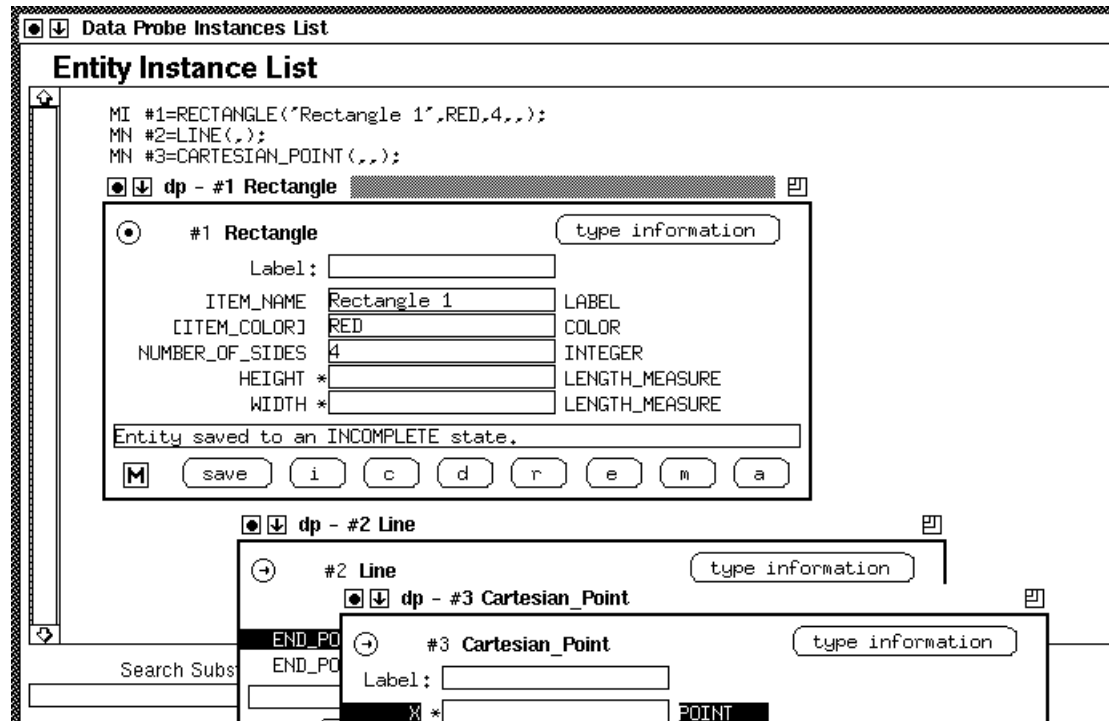 Data Probe Instances List
Entity Instance List
MI #1=RECTANGLE('Rectangle 1',RED,4,,);
MN #2=LINE(,);
MN #3=CARTESIAN_POINT(,,);
dp - #1 Rectangle
#1 Rectangle type information
Label:
ITEM_NAME Rectangle 1 LABEL
[ITEM_COLOR] RED COLOR
NUMBER_OF_SIDES 4 INTEGER
HEIGHT * LENGTH_MEASURE
WIDTH * LENGTH_MEASURE
Entity saved to an INCOMPLETE state.
M save i c d r e m a
dp - #2 Line
#2 Line type information
dp - #3 Cartesian_Point
END_PO
#3 Cartesian_Point type information
END_PO
Search Subs
Label:
X * POINT